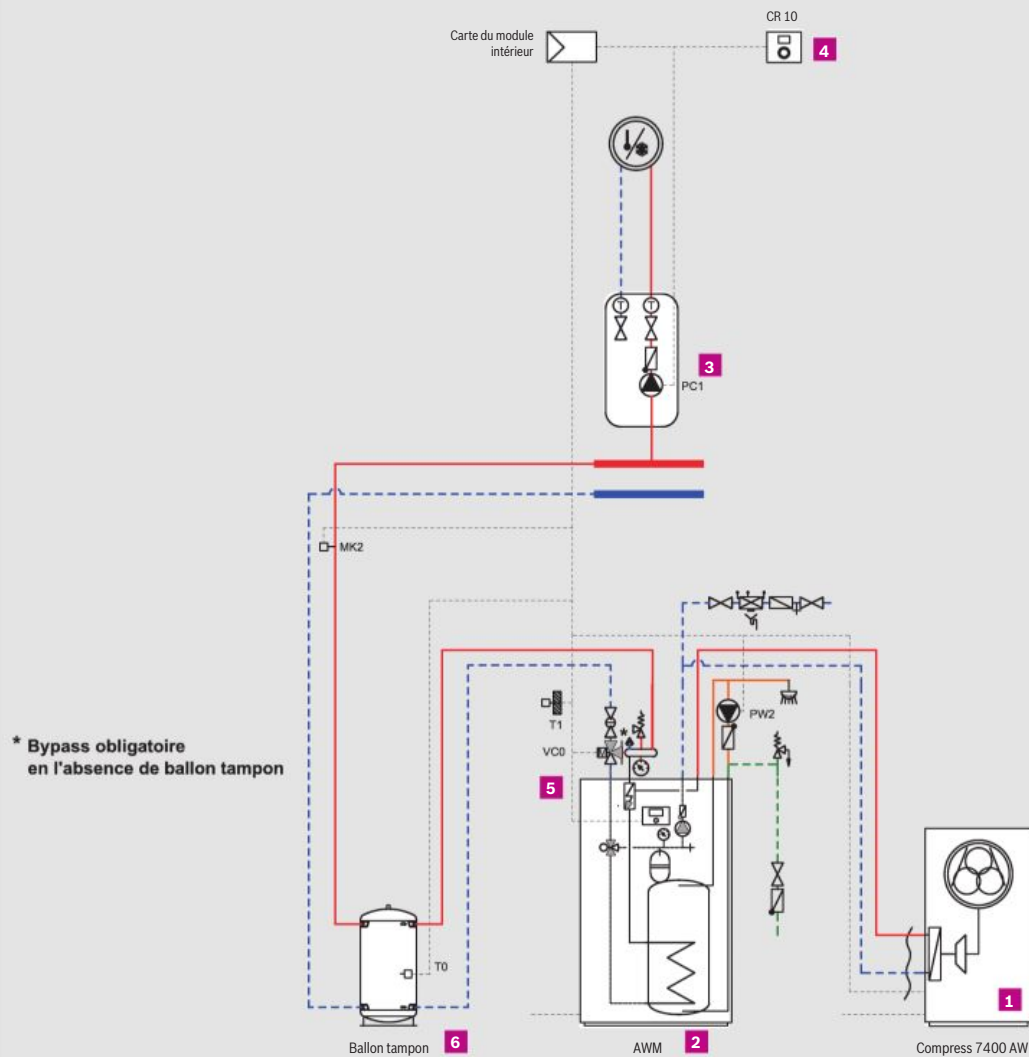 CR 10
Carte du module
intérieur
4
T T
3
PC1
MK2
T1
PW2
* Bypass obligatoire
en l'absence de ballon tampon
*
VC0
5
T0
1
Ballon tampon 6
AWM 2
Compress 7400 AW